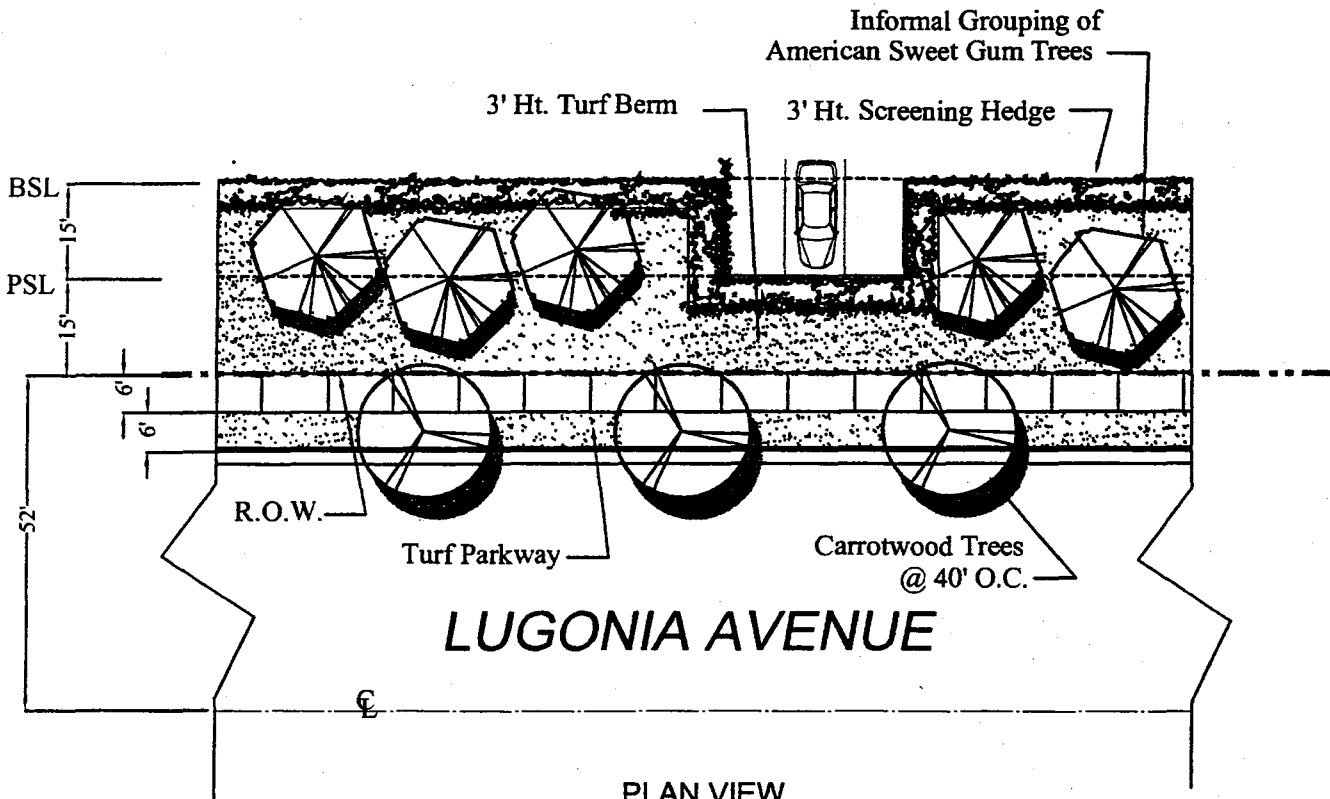 Informal Grouping of
American Sweet Gum Trees
3' Ht. Turf Berm
3' Ht. Screening Hedge
BSL
15'
PSL
15'
6'
6'
52'
R.O.W.
Turf Parkway
Carrotwood Trees
@ 40' O.C.
LUGONIA AVENUE
℄
PLAN VIEW